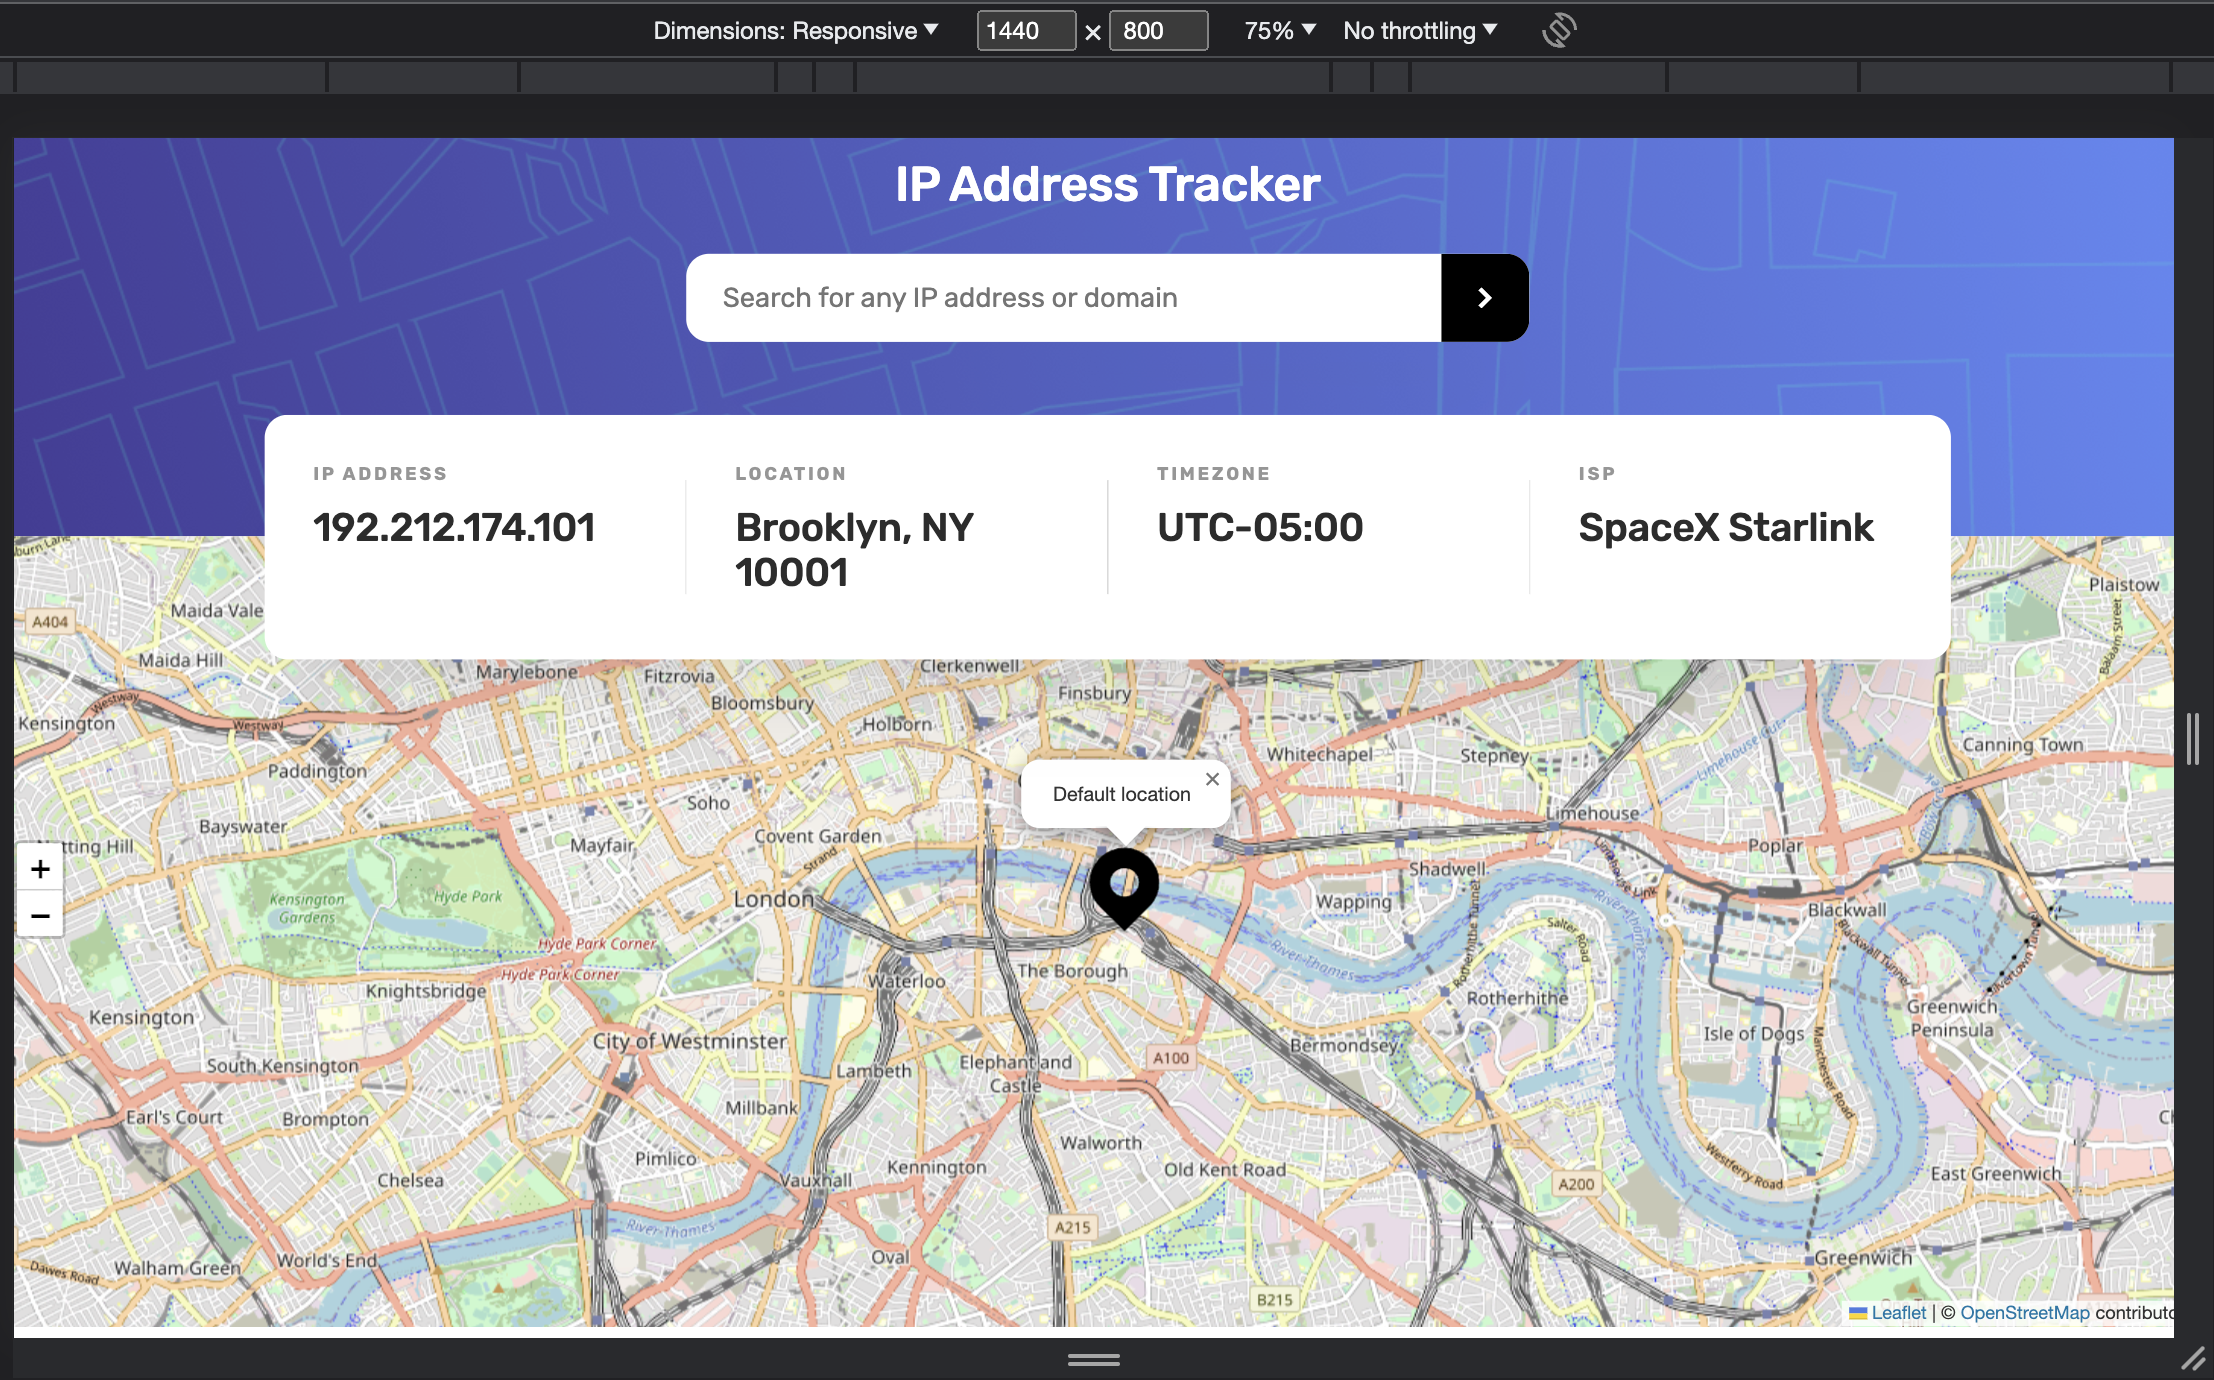 Dimensions: Responsive
1440 × 800
75%
No throttling
IP Address Tracker
Search for any IP address or domain
IP ADDRESS
192.212.174.101
LOCATION
Brooklyn, NY
10001
TIMEZONE
UTC-05:00
ISP
SpaceX Starlink
Plaistow
Maida Vale
A404
Balaam Street
Maida Hill
Marylebone
Fitzrovia
Clerkenwell
Finsbury
Bloomsbury
Holborn
Westway
Westway
Kensington
Whitechapel
Stepney
Canning Town
Paddington
Soho
Default location
Limehouse
Bayswater
Covent Garden
Mayfair
Strand
Poplar
+
−
Shadwell
London
Wapping
Blackwall
Kensington
Gardens
Hyde Park
Hyde Park Corner
Hyde Park Corner
River Thames
River Thames
Salter Road
Rotherhithe Tunnel
Blackwall Tunnel
The Borough
Waterloo
Knightsbridge
Rotherhithe
Greenwich
Peninsula
Kensington
City of Westminster
Isle of Dogs
Bermondsey
Manchester Road
A100
South Kensington
Lambeth
Elephant and
Castle
Millbank
Earl's Court
Brompton
Walworth
Pimlico
Kennington
Old Kent Road
Chelsea
Vauxhall
Westferry Road
East Greenwich
A200
River Thames
A215
World's End
Oval
Walham Green
Dawes Road
Greenwich
B215
Leaflet | © OpenStreetMap